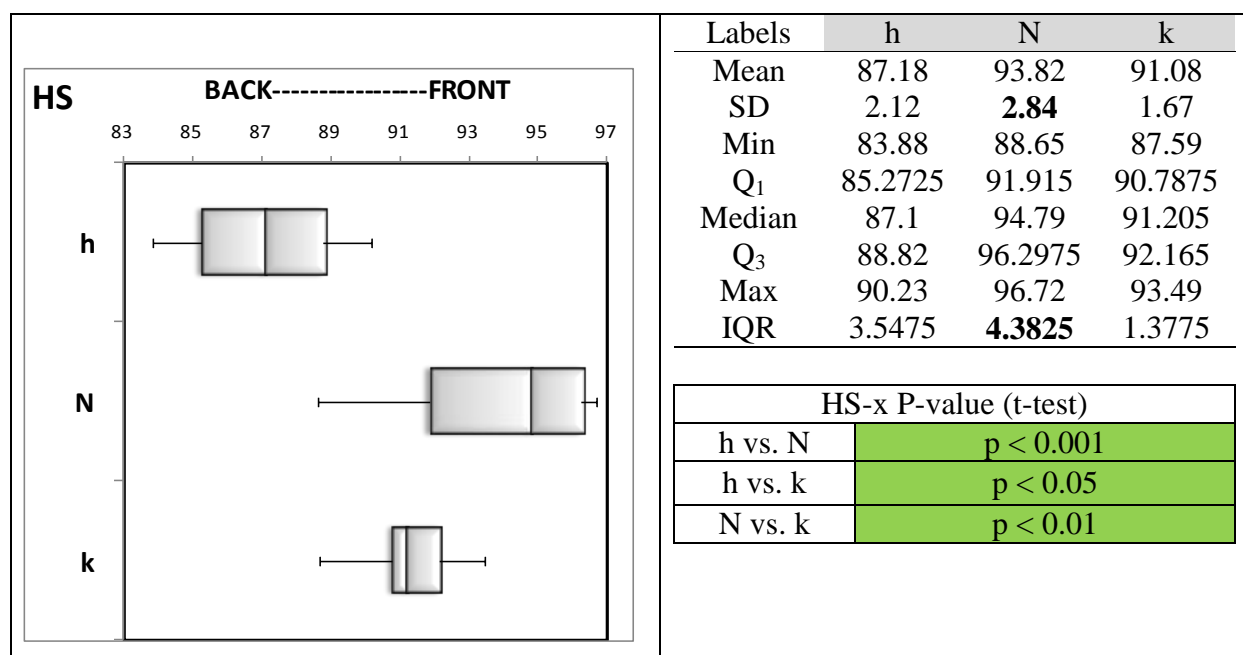 HS BACK-----------------FRONT
83 85 87 89 91 93 95 97
h
N
k
Labels h N k
Mean 87.18 93.82 91.08
SD 2.12 2.84 1.67
Min 83.88 88.65 87.59
Q1 85.2725 91.915 90.7875
Median 87.1 94.79 91.205
Q3 88.82 96.2975 92.165
Max 90.23 96.72 93.49
IQR 3.5475 4.3825 1.3775
HS-x P-value (t-test)
h vs. N p < 0.001
h vs. k p < 0.05
N vs. k p < 0.01